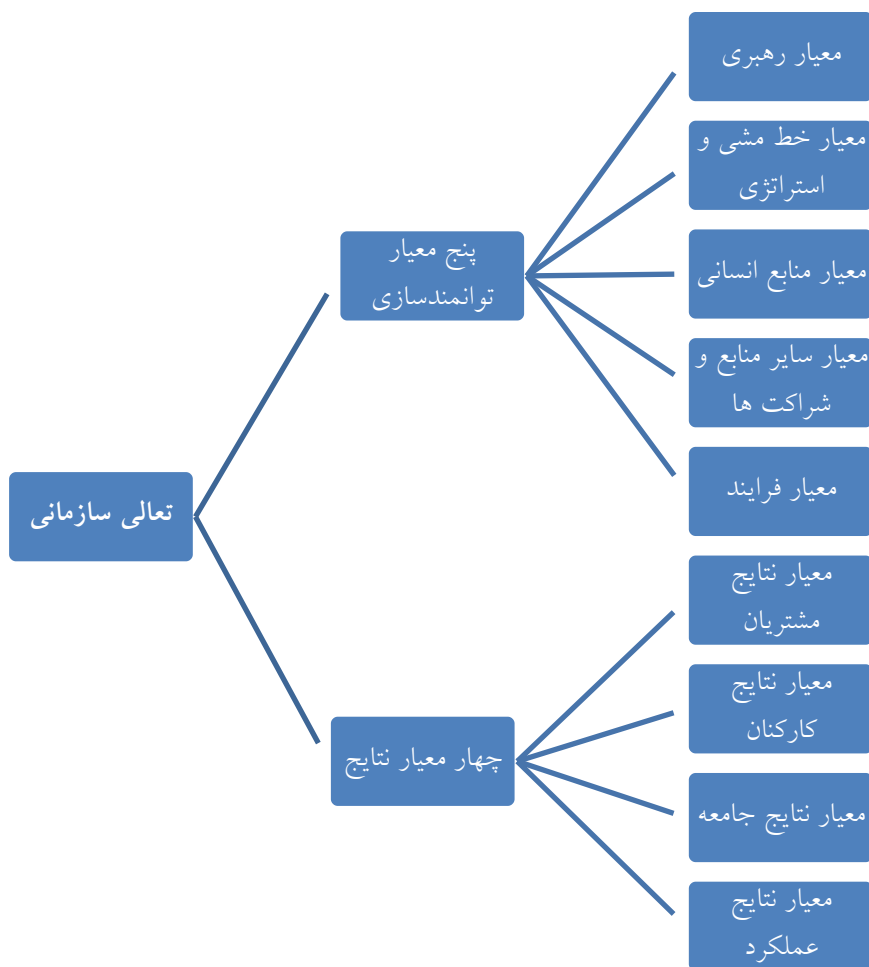 معیار رهبری
معیار خط مشی و
استراتژی
پنج معیار
توانمندسازی
معیار منابع انسانی
معیار سایر منابع و
شراکت ها
معیار فرایند
تعالی سازمانی
معیار نتایج
مشتریان
معیار نتایج
کارکنان
چهار معیار نتایج
معیار نتایج جامعه
معیار نتایج
عملکرد